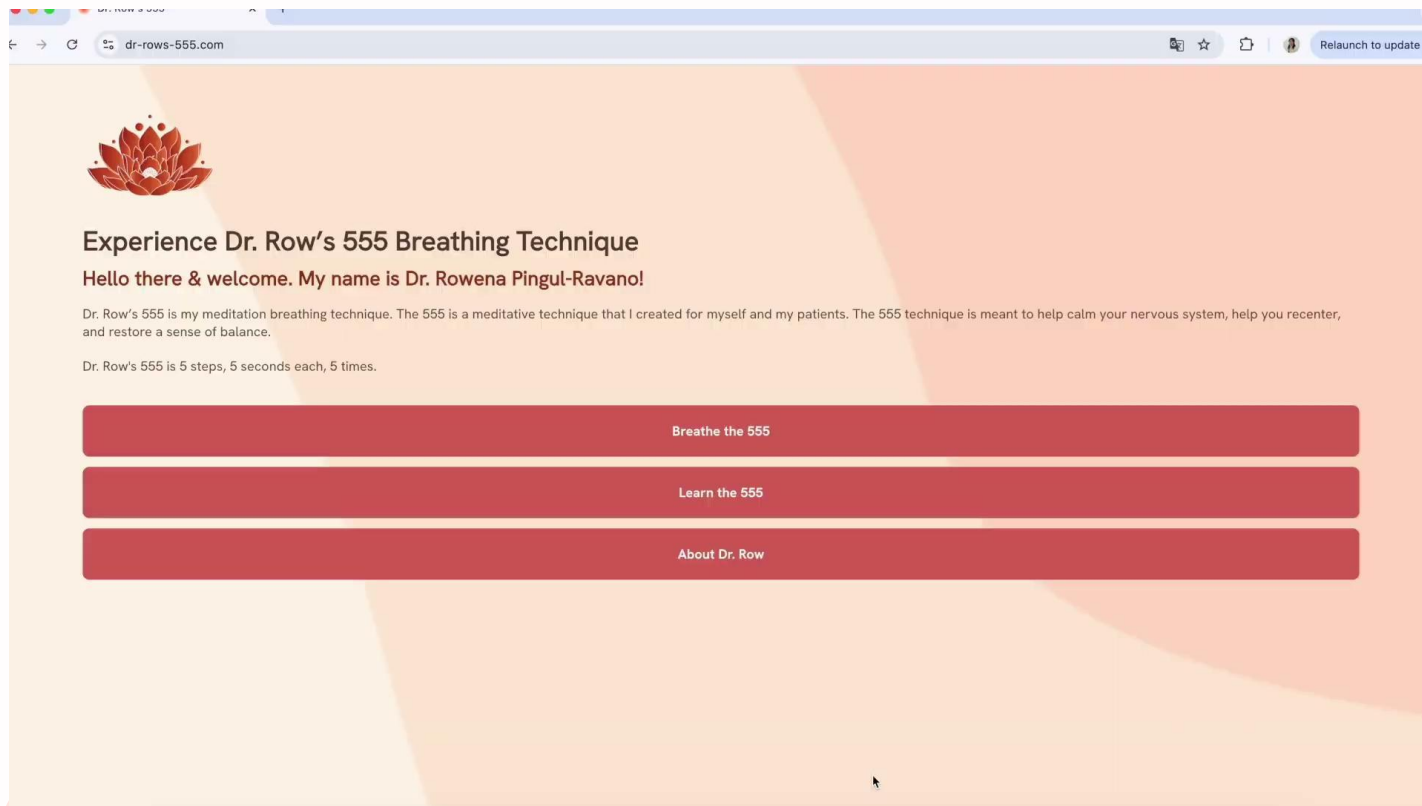 Dr. Row's 555
dr-rows-555.com
Relaunch to update
Experience Dr. Row’s 555 Breathing Technique
Hello there & welcome. My name is Dr. Rowena Pingul-Ravano!
Dr. Row’s 555 is my meditation breathing technique. The 555 is a meditative technique that I created for myself and my patients. The 555 technique is meant to help calm your nervous system, help you recenter,
and restore a sense of balance.
Dr. Row's 555 is 5 steps, 5 seconds each, 5 times.
Breathe the 555
Learn the 555
About Dr. Row